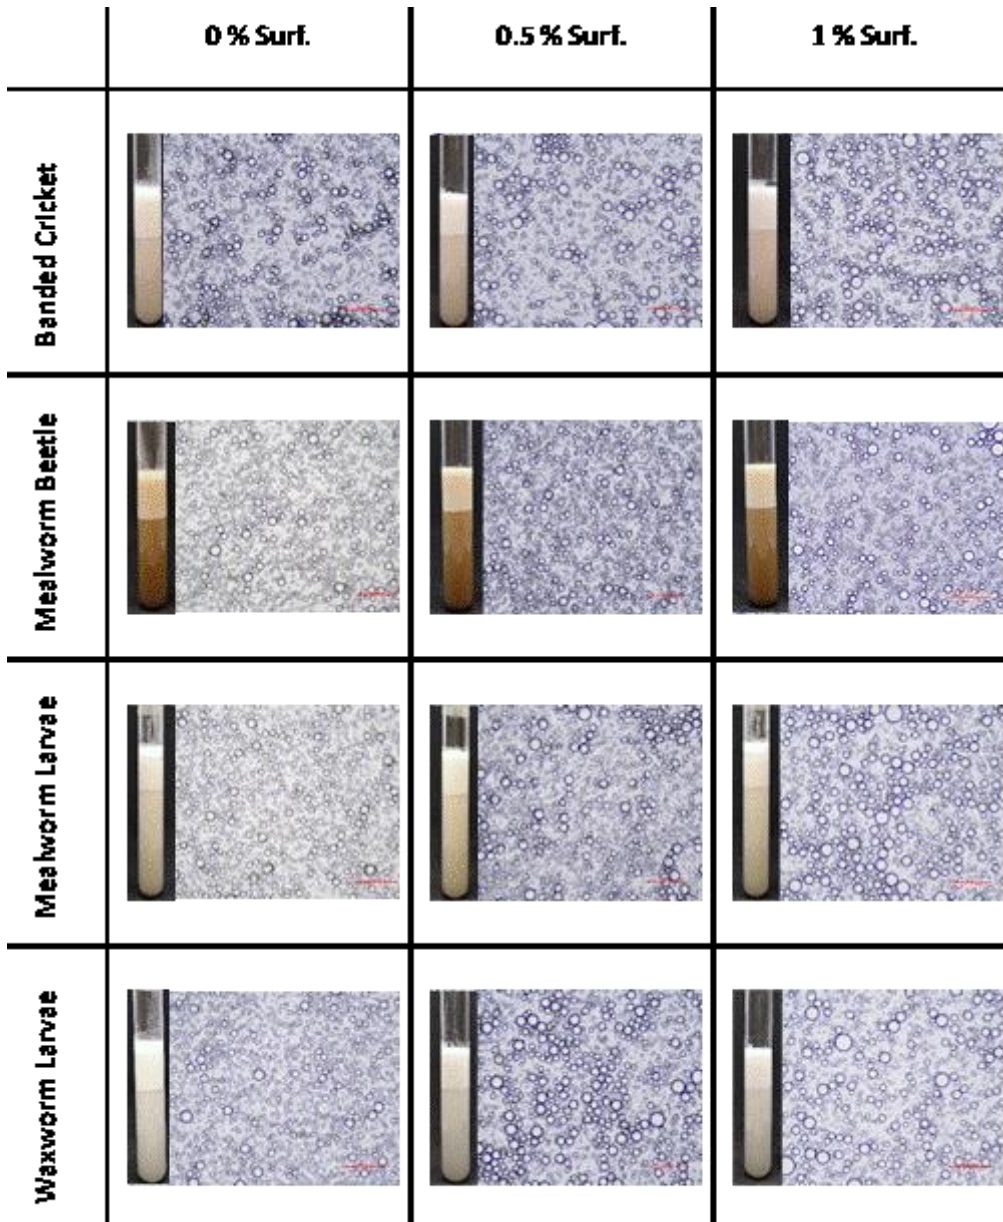 0 % Surf.
0.5 % Surf.
1 % Surf.
Banded Cricket
Mealworm Beetle
Mealworm Larvae
Waxworm Larvae